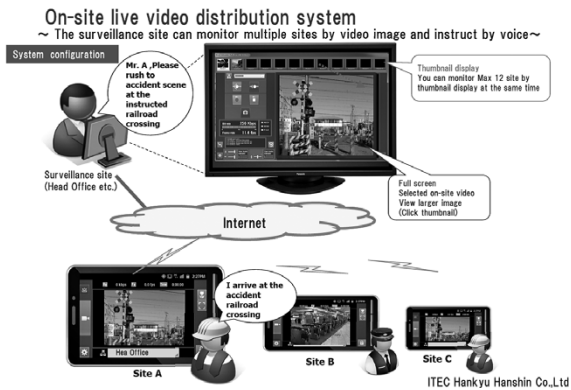 On-site live video distribution system
～ The surveillance site can monitor multiple sites by video image and instruct by voice～
System configuration
Mr. A ,Please
rush to
accident scene
at the
instructed
railroad
crossing
Thumbnail display
You can monitor Max 12 site by
thumbnail display at the same time
Surveillance site
(Head Office etc.)
Full screen
Selected on-site video
View larger image
(Click thumbnail)
Internet
I arrive at the
accident
railroad
crossing
Hea Office
Site A
Site B
Site C
ITEC Hankyu Hanshin Co.,Ltd